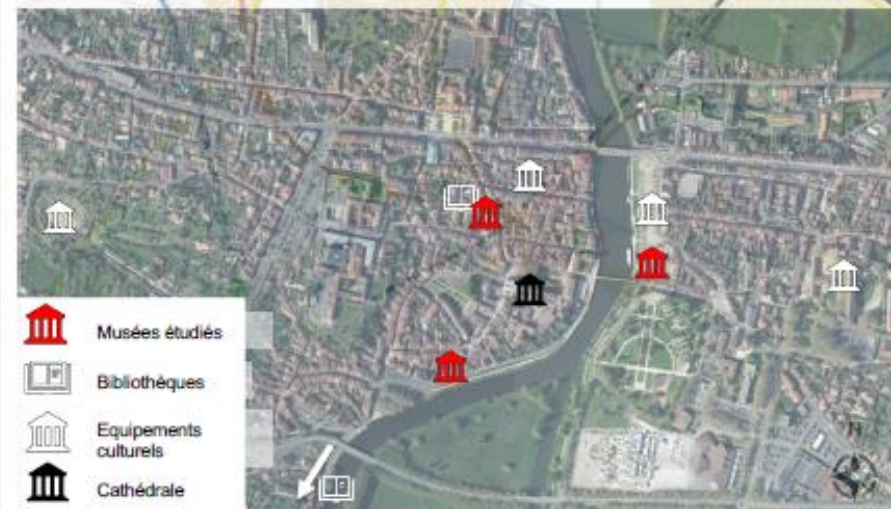 Musées étudiés
Bibliothèques
Equipements
culturels
Cathédrale
N